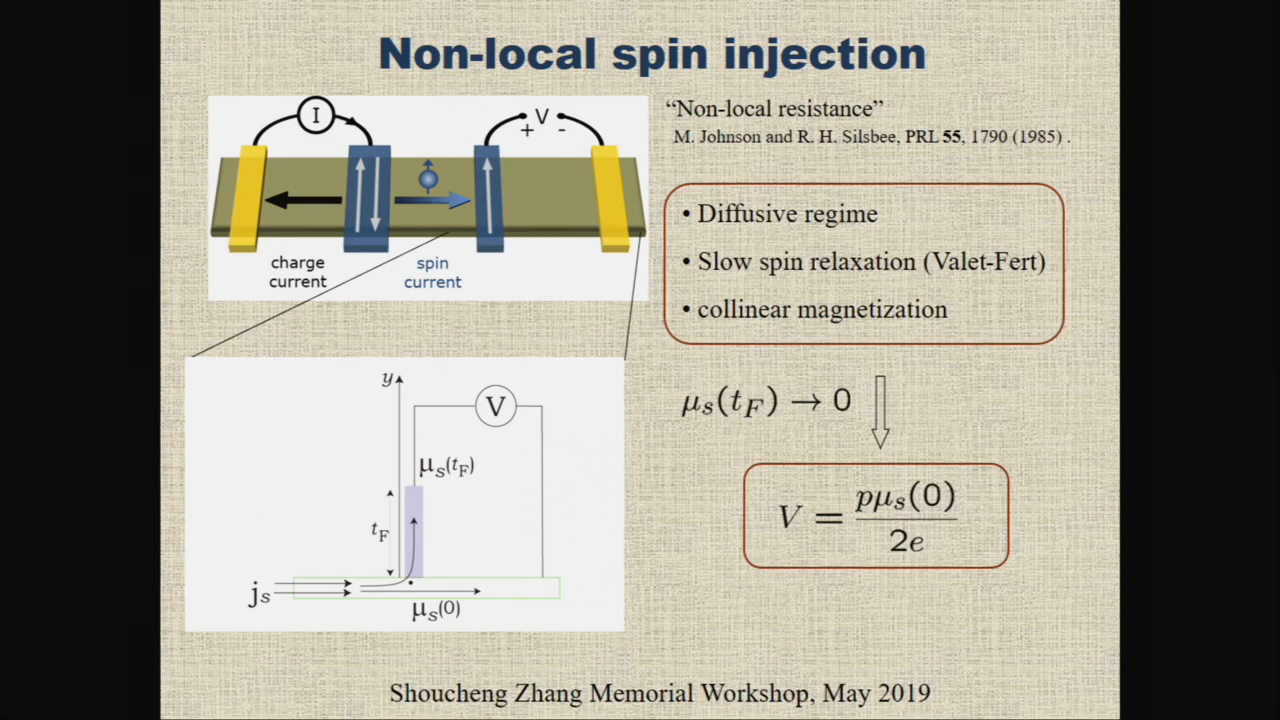 Non-local spin injection
I
V
+
-
charge
current
spin
current
“Non-local resistance”
M. Johnson and R. H. Silsbee, PRL 55, 1790 (1985) .
• Diffusive regime
• Slow spin relaxation (Valet-Fert)
• collinear magnetization
μs(tF) → 0
V = pμs(0) / 2e
y
V
μs(tF)
tF
js
μs(0)
Shoucheng Zhang Memorial Workshop, May 2019